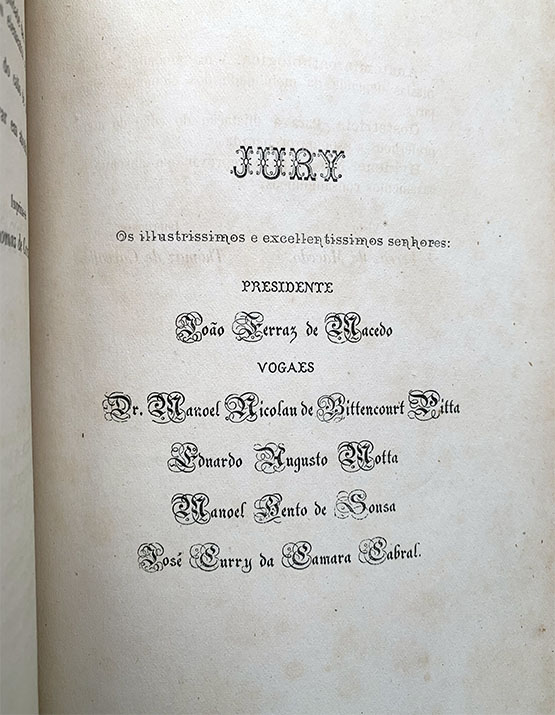 JURY
Os illustrissimos e excellentissimos senhores:
PRESIDENTE
João Ferraz de Macedo
VOGAES
Dr. Manoel Nicolau de Bittencourt Pitta
Eduardo Augusto Motta
Manoel Bento de Sousa
José Curry da Camara Cabral.